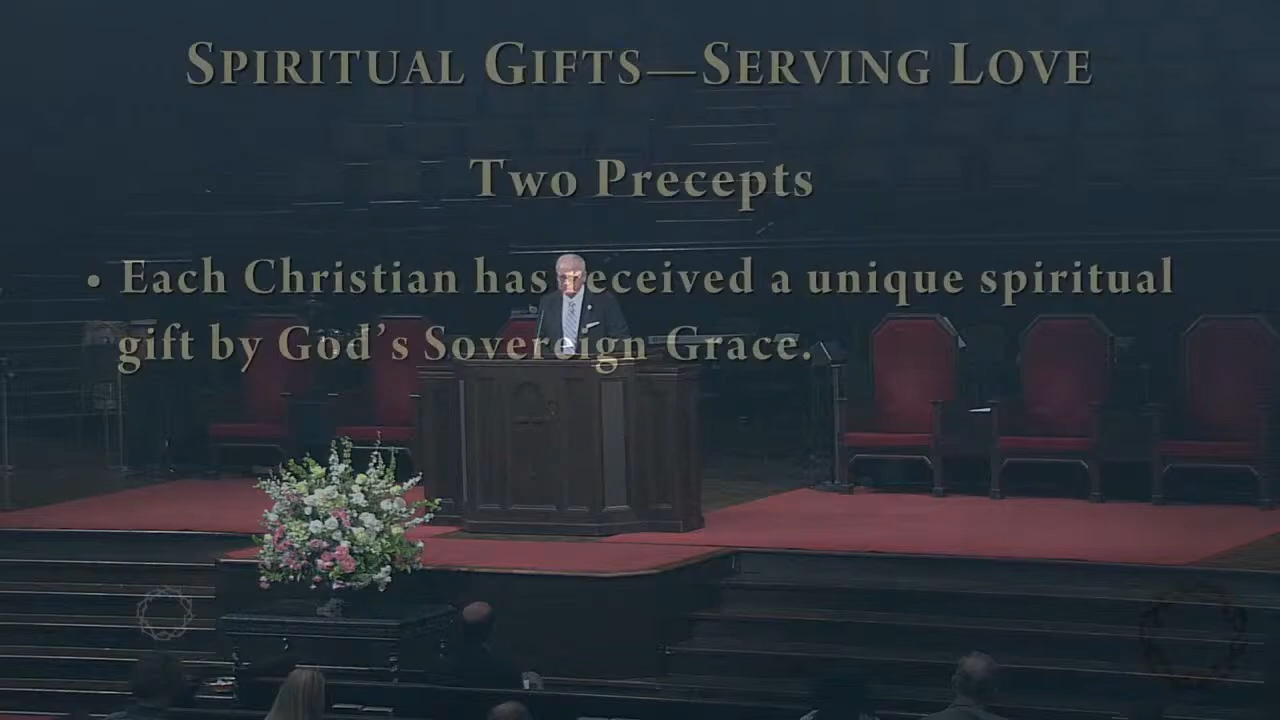 Spiritual Gifts—Serving Love
Two Precepts
• Each Christian has received a unique spiritual
gift by God's Sovereign Grace.